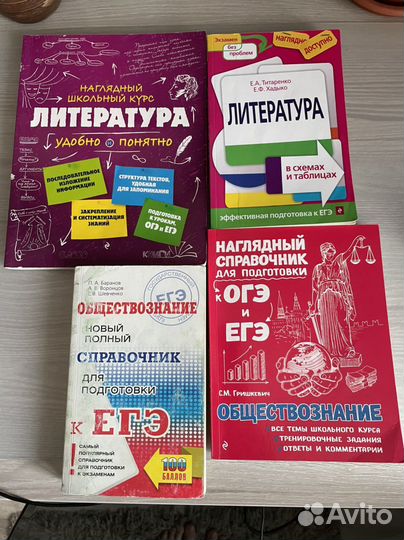 НАГЛЯДНЫЙ
ШКОЛЬНЫЙ КУРС
ЛИТЕРАТУРА
УДОБНО И ПОНЯТНО
ПОСЛЕДОВАТЕЛЬНОЕ
ИЗЛОЖЕНИЕ
ИНФОРМАЦИИ
СТРУКТУРА ТЕКСТОВ,
УДОБНАЯ
ДЛЯ ЗАПОМИНАНИЯ
ЗАКРЕПЛЕНИЕ
И СИСТЕМАТИЗАЦИЯ
ЗНАНИЙ
ПОДГОТОВКА
К УРОКАМ,
ОГЭ И ЕГЭ
Экзамен
без
проблем
наглядно
доступно
Е.А. Титаренко
Е.Ф. Хадыко
ЛИТЕРАТУРА
в схемах и
таблицах
эффективная подготовка к ЕГЭ
П. А. Баранов
А. В. Воронцов
С. В. Шевченко
ЕГЭ
ОБЩЕСТВОЗНАНИЕ
НОВЫЙ
ПОЛНЫЙ
СПРАВОЧНИК
ДЛЯ
ПОДГОТОВКИ
К ЕГЭ
САМЫЙ
ПОПУЛЯРНЫЙ
СПРАВОЧНИК
ДЛЯ ПОДГОТОВКИ
К ЭКЗАМЕНАМ
100
БАЛЛОВ
НАГЛЯДНЫЙ
СПРАВОЧНИК
ДЛЯ ПОДГОТОВКИ
К ОГЭ
И
ЕГЭ
С.М. Гришкевич
ОБЩЕСТВОЗНАНИЕ
ВСЕ ТЕМЫ ШКОЛЬНОГО КУРСА
ТРЕНИРОВОЧНЫЕ ЗАДАНИЯ
ОТВЕТЫ И КОММЕНТАРИИ
Avito